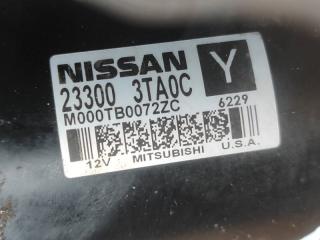 NISSAN Y
23300 3TA0C
M000TB0072ZC 6229
12V MITSUBISHI U.S.A.